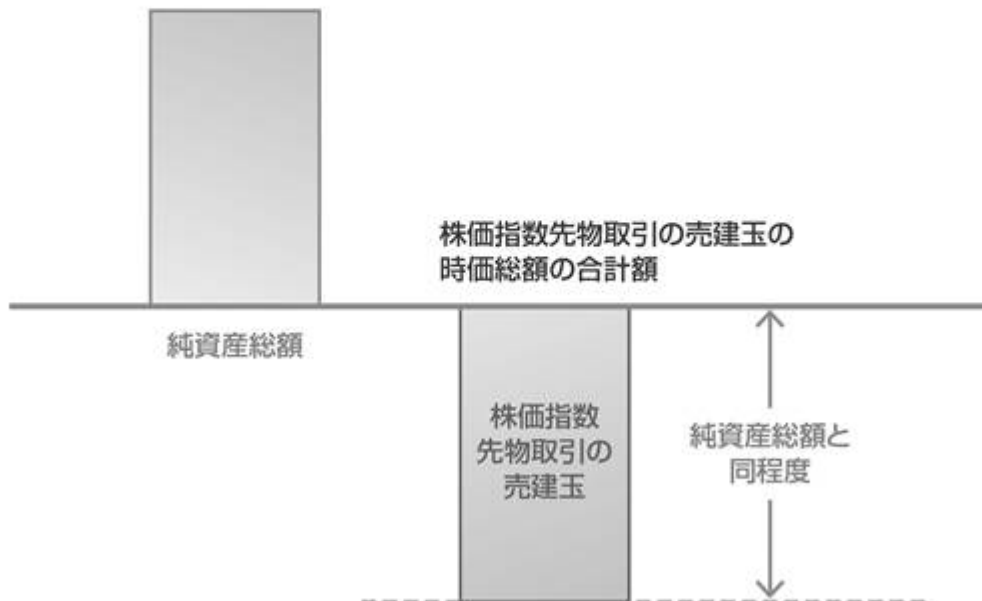 株価指数先物取引の売建玉の
時価総額の合計額
純資産総額
株価指数
先物取引の
売建玉
純資産総額と
同程度